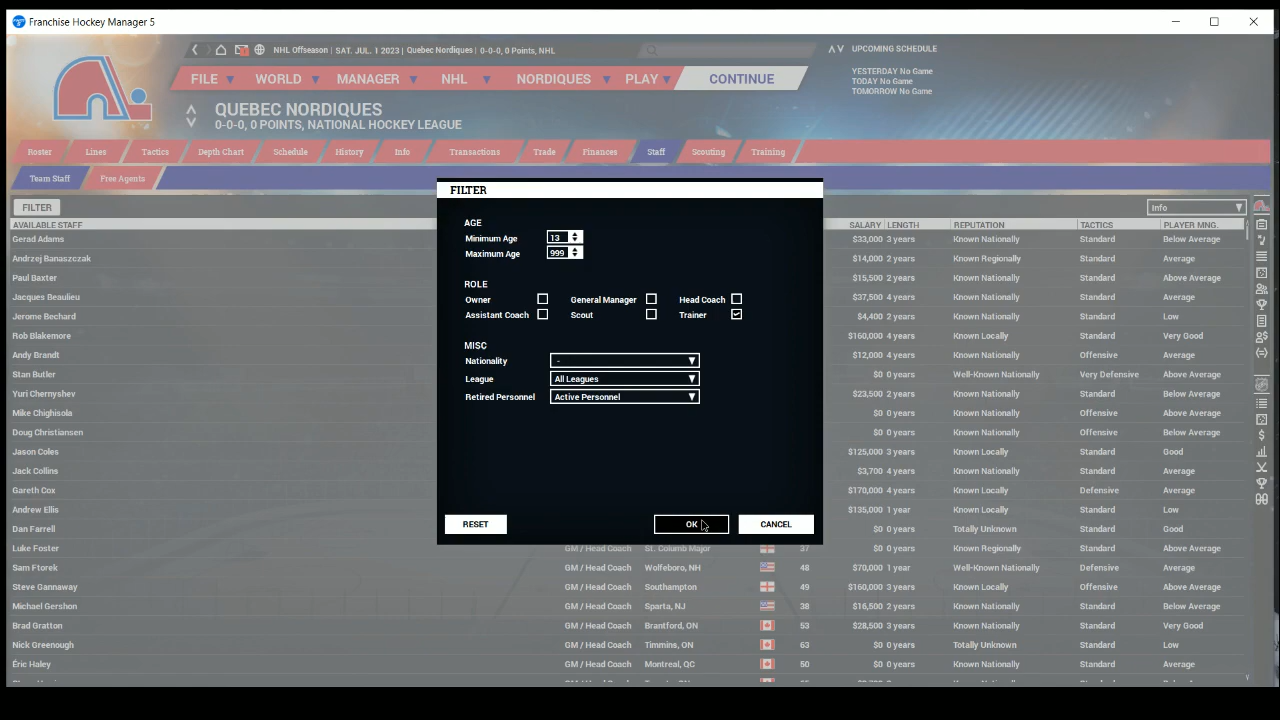 Franchise Hockey Manager 5
NHL Offseason | SAT. JUL. 1 2023 | Quebec Nordiques | 0-0-0, 0 Points, NHL
UPCOMING SCHEDULE
YESTERDAY No Game
TODAY No Game
TOMORROW No Game
FILE WORLD MANAGER NHL NORDIQUES PLAY CONTINUE
QUEBEC NORDIQUES
0-0-0, 0 POINTS, NATIONAL HOCKEY LEAGUE
Roster Lines Tactics Depth Chart Schedule History Info Transactions Trade Finances Staff Scouting Training
Team Staff Free Agents
FILTER
Info
AVAILABLE STAFF SALARY LENGTH REPUTATION TACTICS PLAYER MNG.
Gerad Adams $33,000 3 years Known Nationally Standard Below Average
Andrzej Banaszczak $14,000 2 years Known Regionally Standard Average
Paul Baxter $15,500 2 years Known Nationally Standard Above Average
Jacques Beaulieu $37,500 4 years Known Nationally Standard Average
Jerome Bechard $4,400 2 years Known Nationally Standard Low
Rob Blakemore $160,000 4 years Known Locally Standard Very Good
Andy Brandt $12,000 4 years Known Nationally Offensive Average
Stan Butler $0 0 years Well-Known Nationally Very Defensive Above Average
Yuri Chernyshev $23,500 2 years Known Nationally Standard Below Average
Mike Chighisola $0 0 years Known Nationally Offensive Above Average
Doug Christiansen $0 0 years Known Nationally Offensive Below Average
Jason Coles $125,000 3 years Known Locally Standard Good
Jack Collins $3,700 4 years Known Nationally Standard Average
Gareth Cox $170,000 4 years Known Locally Defensive Average
Andrew Ellis $135,000 1 year Known Locally Standard Low
Dan Farrell $0 0 years Totally Unknown Standard Good
Luke Foster GM / Head Coach St. Columb Major 37 $0 0 years Known Regionally Standard Above Average
Sam Ftorek GM / Head Coach Wolfeboro, NH 48 $70,000 1 year Well-Known Nationally Defensive Average
Steve Gannaway GM / Head Coach Southampton 49 $160,000 3 years Known Locally Offensive Above Average
Michael Gershon GM / Head Coach Sparta, NJ 38 $16,500 2 years Known Nationally Standard Below Average
Brad Gratton GM / Head Coach Brantford, ON 53 $28,500 3 years Known Nationally Standard Very Good
Nick Greenough GM / Head Coach Timmins, ON 63 $0 0 years Totally Unknown Standard Low
Éric Haley GM / Head Coach Montreal, QC 50 $0 0 years Known Nationally Standard Average
FILTER
AGE
Minimum Age 13
Maximum Age 999
ROLE
Owner General Manager Head Coach
Assistant Coach Scout Trainer
MISC
Nationality -
League All Leagues
Retired Personnel Active Personnel
RESET OK CANCEL